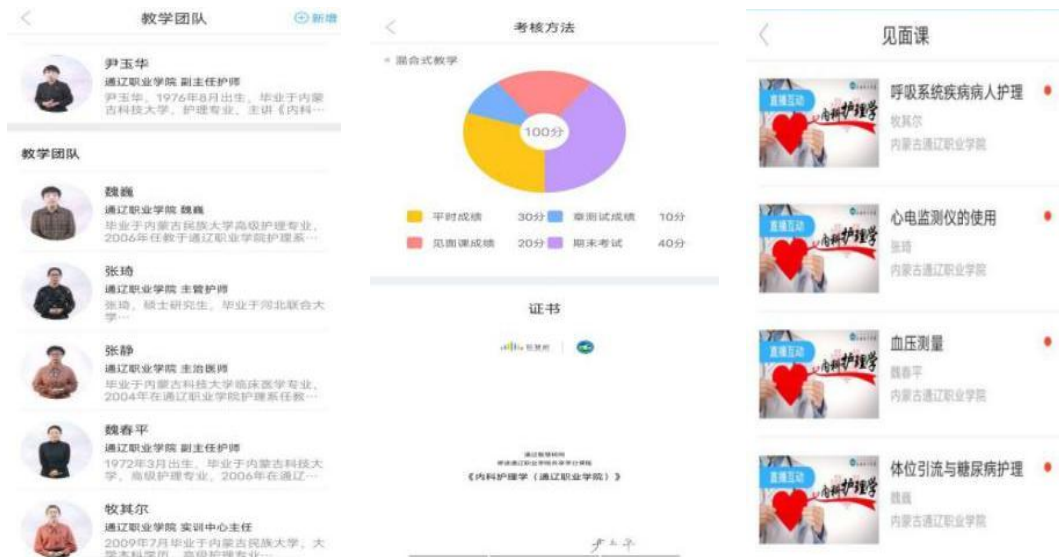 教学团队
新增
尹玉华
通辽职业学院 副主任护师
尹玉华，1976年8月出生，毕业于内蒙
古科技大学，护理专业，主讲《内科…
教学团队
魏巍
通辽职业学院 魏巍
毕业于内蒙古民族大学高级护理专业，
2006年任教于通辽职业学院护理系…
张琦
通辽职业学院 主管护师
张琦，硕士研究生，毕业于河北联合大
学…
张静
通辽职业学院 主治医师
毕业于内蒙古科技大学临床医学专业，
2004年在通辽职业学院护理系任教…
魏春平
通辽职业学院 副主任护师
1972年3月出生，毕业于内蒙古科技大
学，高级护理专业，2006年在通辽…
牧其尔
通辽职业学院 实训中心主任
2009年7月毕业于内蒙古民族大学，大
学本科学历，高级护理专业…
考核方法
混合式教学
100分
平时成绩 30分 章测试成绩 10分
见面课成绩 20分 期末考试 40分
证书
《内科护理学（通辽职业学院）》
见面课
直播互动
内科护理学
呼吸系统疾病病人护理
牧其尔
内蒙古通辽职业学院
直播互动
内科护理学
心电监测仪的使用
张琦
内蒙古通辽职业学院
直播互动
内科护理学
血压测量
魏春平
内蒙古通辽职业学院
直播互动
内科护理学
体位引流与糖尿病护理
魏巍
内蒙古通辽职业学院